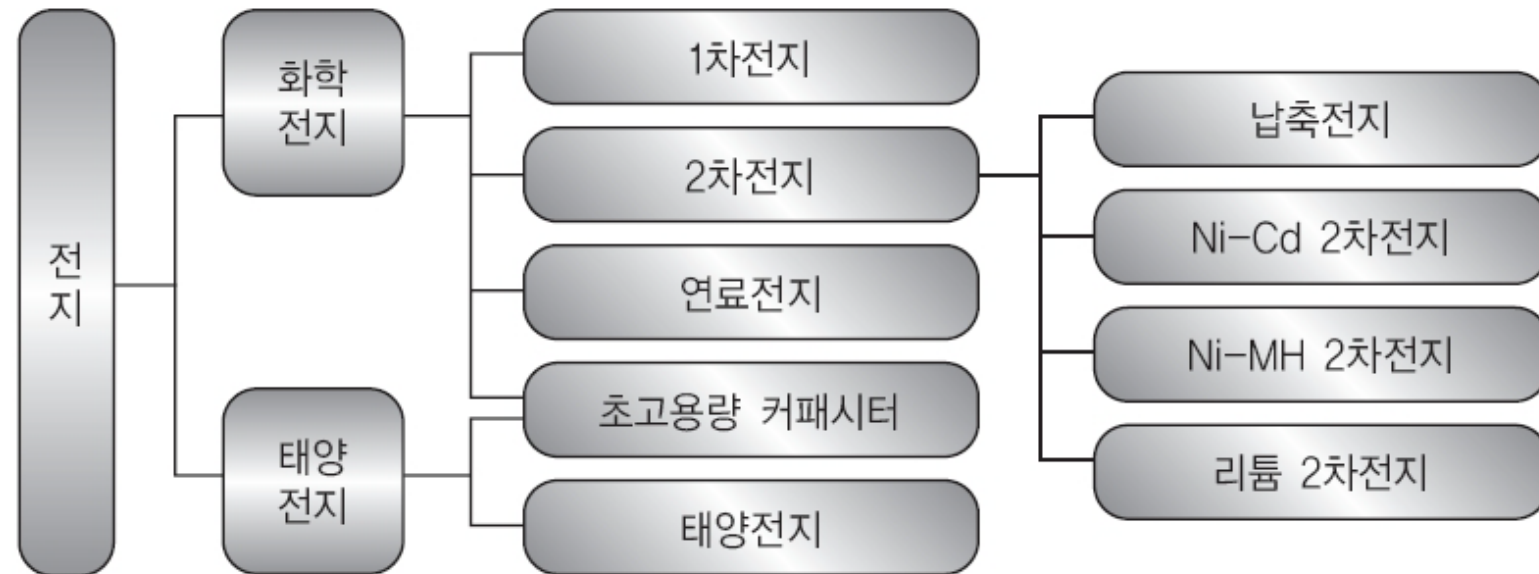 전
지
화학
전지
태양
전지
1차전지
2차전지
연료전지
초고용량 커패시터
태양전지
납축전지
Ni-Cd 2차전지
Ni-MH 2차전지
리튬 2차전지